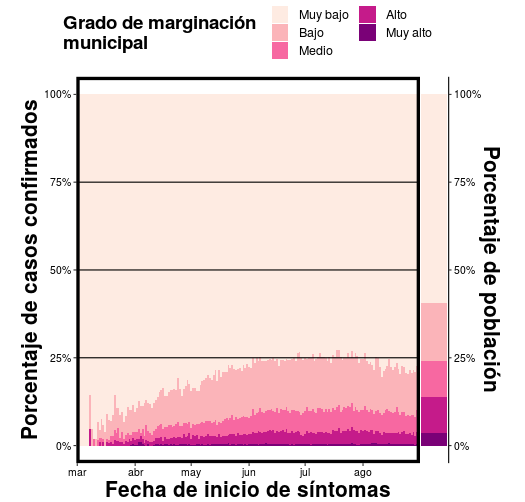 Grado de marginación
municipal
Muy bajo
Bajo
Medio
Alto
Muy alto
Porcentaje de casos confirmados
100%
75%
50%
25%
0%
100%
75%
50%
25%
0%
Porcentaje de población
mar abr may jun jul ago
Fecha de inicio de síntomas